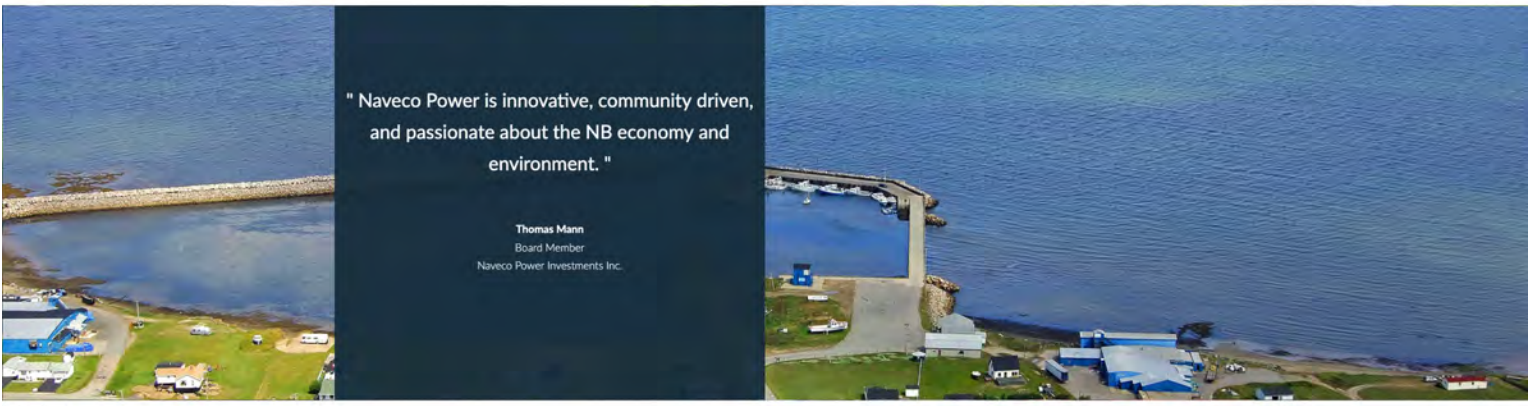 " Naveco Power is innovative, community driven,
and passionate about the NB economy and
environment. "
Thomas Mann
Board Member
Naveco Power Investments Inc.